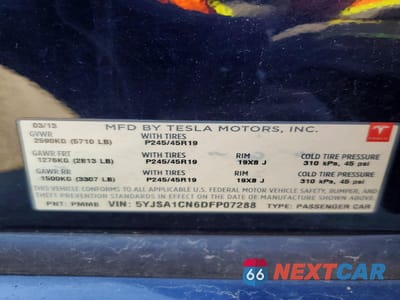 03/13 MFD BY TESLA MOTORS, INC.
GVWR WITH TIRES
2590KG (5710 LB) P245/45R19
GAWR FRT WITH TIRES RIM COLD TIRE PRESSURE
1276KG (2813 LB) P245/45R19 19X8 J 310 kPa, 45 psi
GAWR RR WITH TIRES RIM COLD TIRE PRESSURE
1500KG (3307 LB) P245/45R19 19X8 J 310 kPa, 45 psi
THIS VEHICLE CONFORMS TO ALL APPLICABLE U.S. FEDERAL MOTOR VEHICLE SAFETY, BUMPER, AND
THEFT PREVENTION STANDARDS IN EFFECT ON THE DATE OF MANUFACTURE SHOWN ABOVE.
PNT: PMMB VIN: 5YJSA1CN6DFP07288 TYPE: PASSENGER CAR
TESLA
66 NEXTCAR